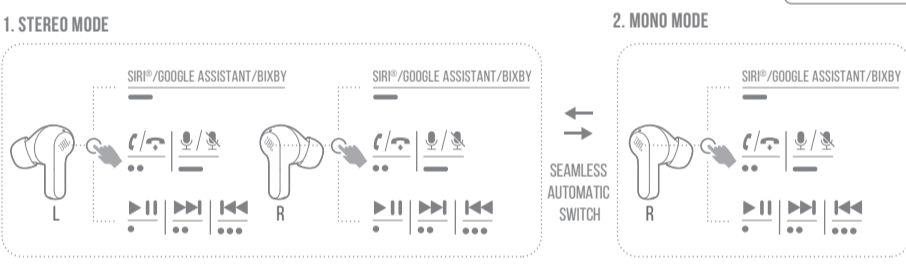 1. STEREO MODE
2. MONO MODE
SIRI®/GOOGLE ASSISTANT/BIXBY
SIRI®/GOOGLE ASSISTANT/BIXBY
SIRI®/GOOGLE ASSISTANT/BIXBY
SEAMLESS
AUTOMATIC
SWITCH
L
R
R